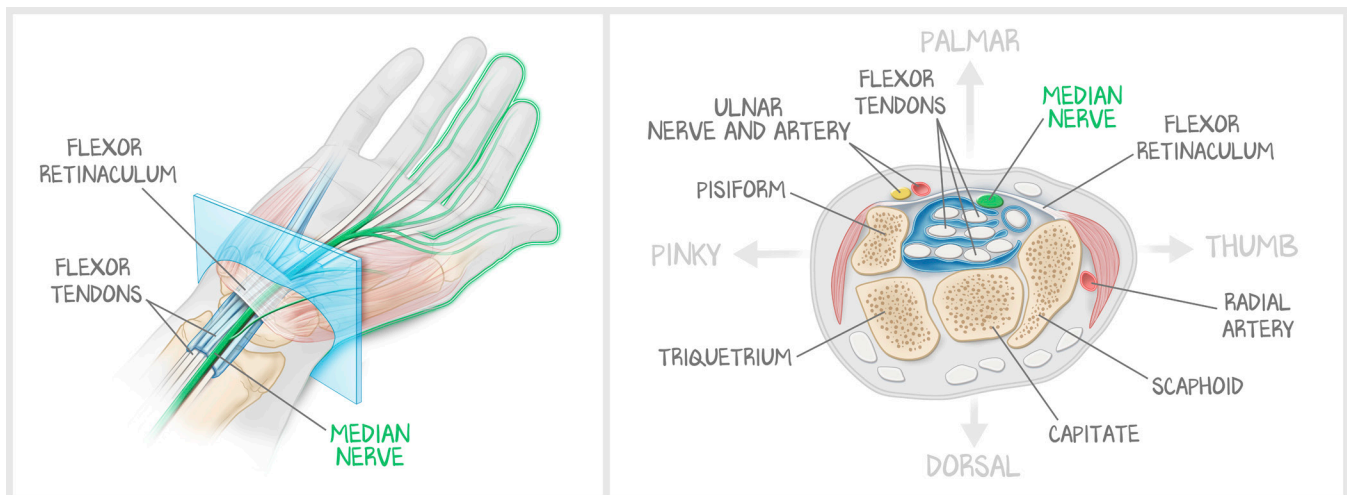 FLEXOR
RETINACULUM
FLEXOR
TENDONS
MEDIAN
NERVE
PALMAR
FLEXOR
TENDONS
MEDIAN
NERVE
ULNAR
NERVE AND ARTERY
FLEXOR
RETINACULUM
PISIFORM
PINKY
THUMB
RADIAL
ARTERY
TRIQUETRIUM
SCAPHOID
CAPITATE
DORSAL